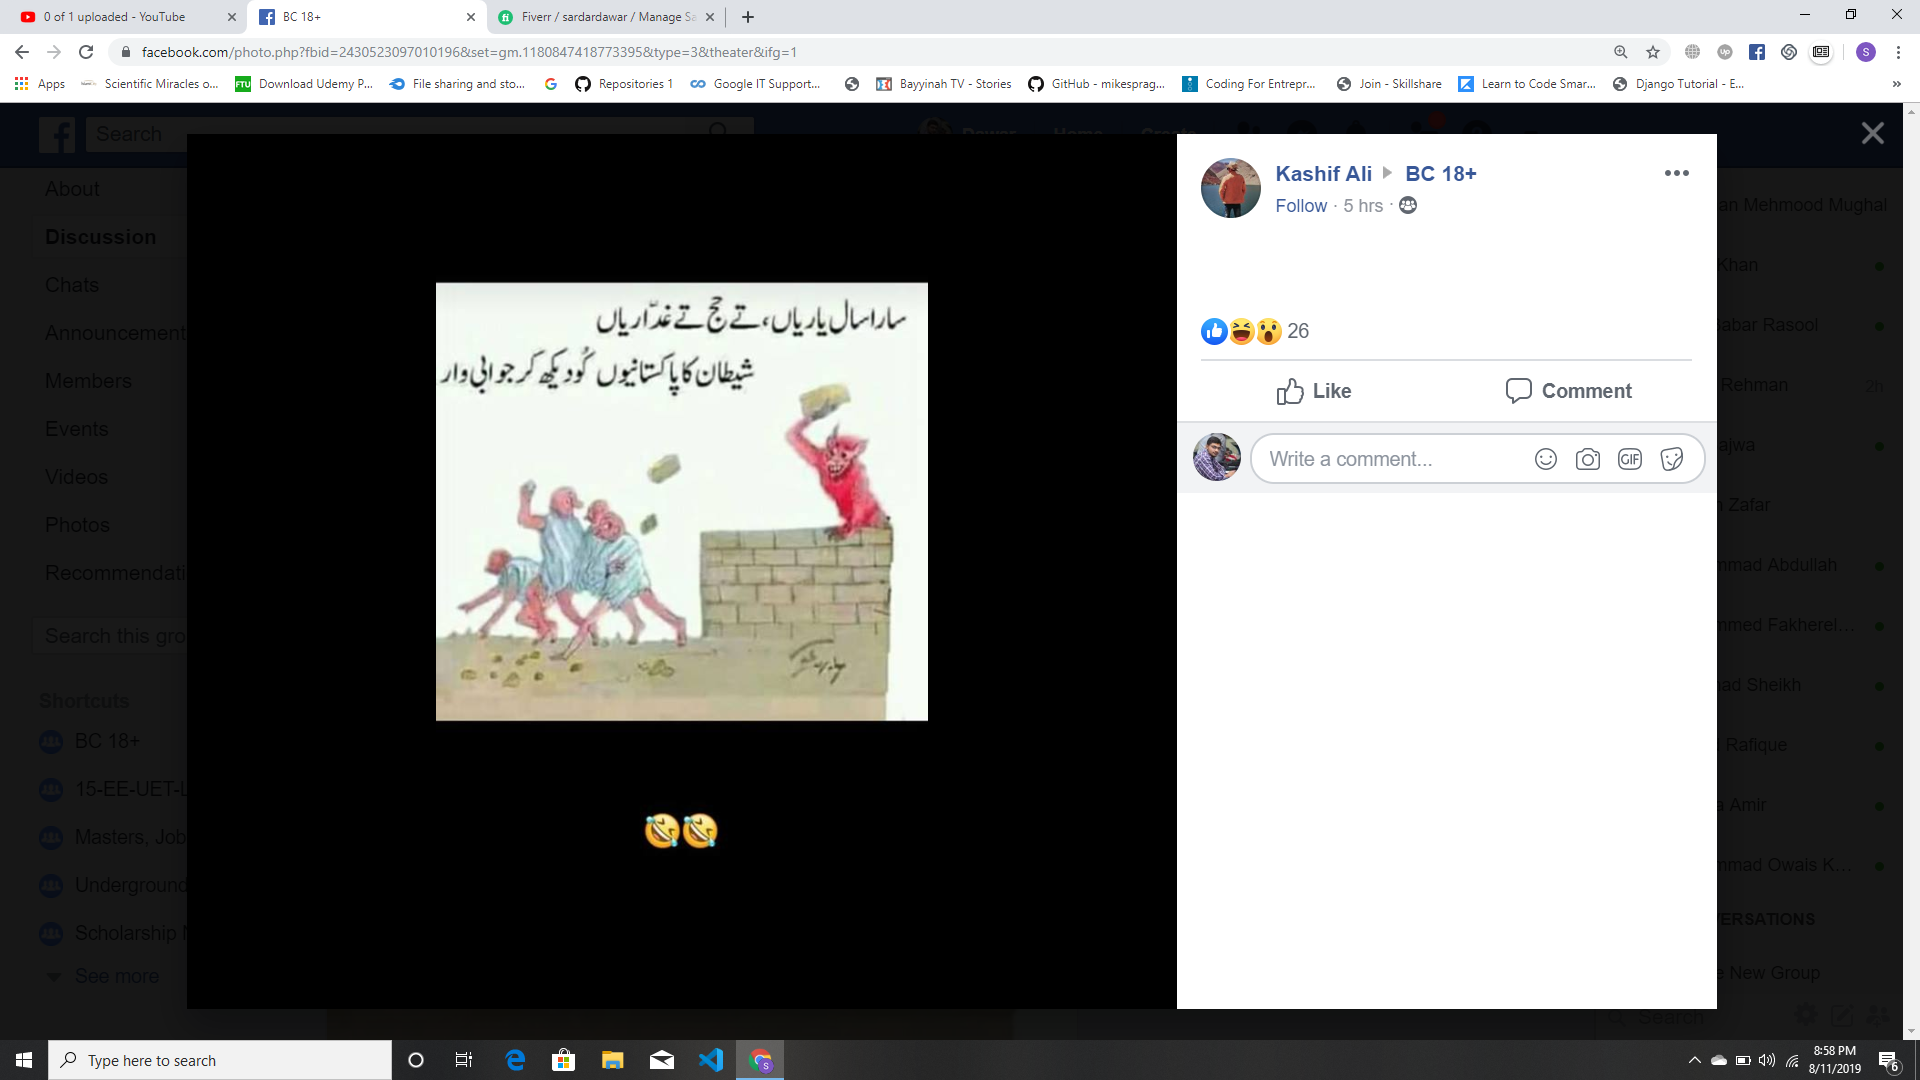 0 of 1 uploaded - YouTube
BC 18+
Fiverr / sardardawar / Manage Sa
facebook.com/photo.php?fbid=2430523097010196&set=gm.1180847418773395&type=3&theater&ifg=1
Apps
Scientific Miracles o...
Download Udemy P...
File sharing and sto...
Repositories 1
Google IT Support...
Bayyinah TV - Stories
GitHub - mikesprag...
Coding For Entrepr...
Join - Skillshare
Learn to Code Smar...
Django Tutorial - E...
Search
Home
About
Discussion
Chats
Announcement
Members
Events
Videos
Photos
Recommendati
Search this gro
Shortcuts
BC 18+
15-EE-UET-L
Masters, Job
Underground
Scholarship
See more
سارا سال یاریاں، تے حج تے غدّاریاں
شیطان کا پاکستانیوں کُو دیکھ کر جوابی وار
Kashif Ali
BC 18+
Follow · 5 hrs ·
26
Like
Comment
Write a comment...
GIF
an Mehmood Mughal
Khan
abar Rasool
Rehman
2h
ajwa
Zafar
mmad Abdullah
mmed Fakherel...
ad Sheikh
Rafique
a Amir
mmad Owais K...
ERSATIONS
e New Group
Search
Type here to search
8:58 PM
8/11/2019
6